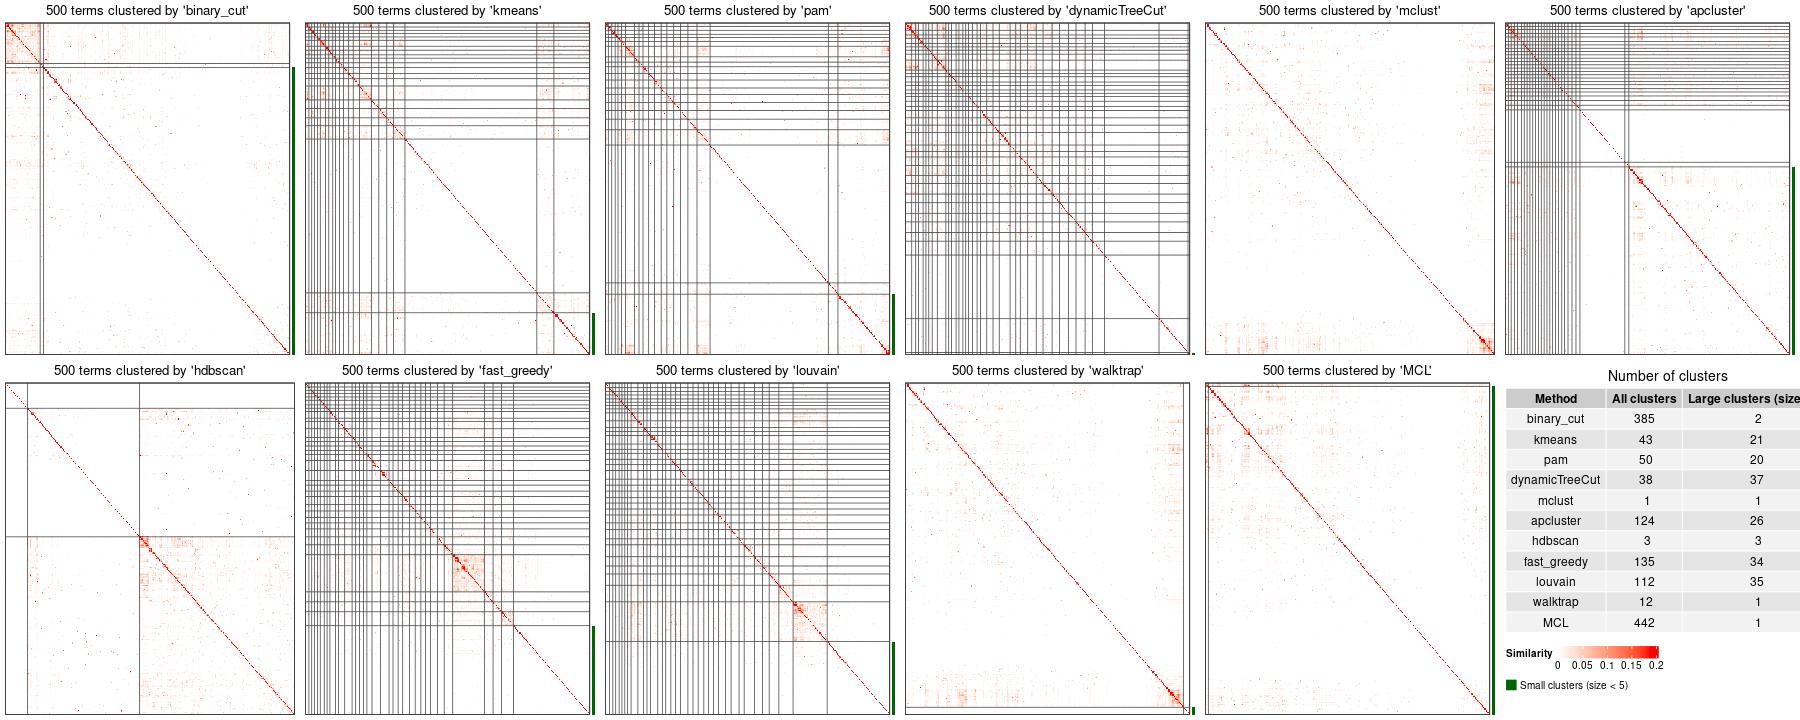 500 terms clustered by 'binary_cut'
500 terms clustered by 'kmeans'
500 terms clustered by 'pam'
500 terms clustered by 'dynamicTreeCut'
500 terms clustered by 'mclust'
500 terms clustered by 'apcluster'
500 terms clustered by 'hdbscan'
500 terms clustered by 'fast_greedy'
500 terms clustered by 'louvain'
500 terms clustered by 'walktrap'
500 terms clustered by 'MCL'
Number of clusters
Method All clusters Large clusters (size
binary_cut 385 2
kmeans 43 21
pam 50 20
dynamicTreeCut 38 37
mclust 1 1
apcluster 124 26
hdbscan 3 3
fast_greedy 135 34
louvain 112 35
walktrap 12 1
MCL 442 1
Similarity
0 0.05 0.1 0.15 0.2
Small clusters (size < 5)